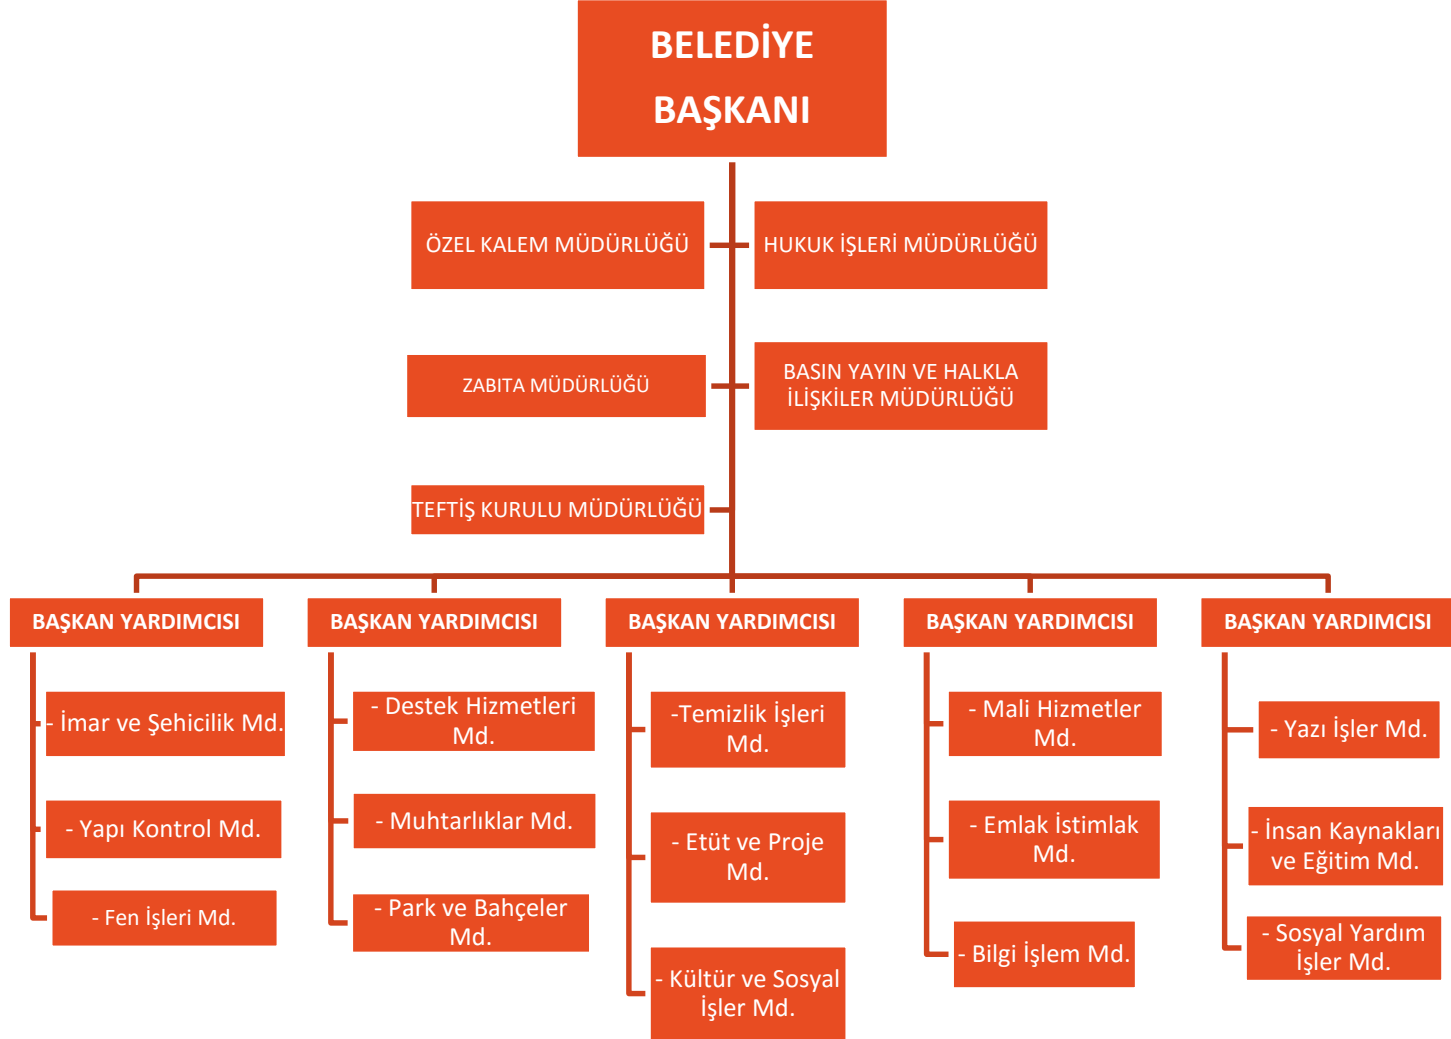 BELEDİYE
BAŞKANI
ÖZEL KALEM MÜDÜRLÜĞÜ
HUKUK İŞLERİ MÜDÜRLÜĞÜ
ZABITA MÜDÜRLÜĞÜ
BASIN YAYIN VE HALKLA
İLİŞKİLER MÜDÜRLÜĞÜ
TEFTİŞ KURULU MÜDÜRLÜĞÜ
BAŞKAN YARDIMCISI
- İmar ve Şehicilik Md.
- Yapı Kontrol Md.
- Fen İşleri Md.
BAŞKAN YARDIMCISI
- Destek Hizmetleri
Md.
- Muhtarlıklar Md.
- Park ve Bahçeler
Md.
BAŞKAN YARDIMCISI
-Temizlik İşleri
Md.
- Etüt ve Proje
Md.
- Kültür ve Sosyal
İşler Md.
BAŞKAN YARDIMCISI
- Mali Hizmetler
Md.
- Emlak İstimlak
Md.
- Bilgi İşlem Md.
BAŞKAN YARDIMCISI
- Yazı İşler Md.
- İnsan Kaynakları
ve Eğitim Md.
- Sosyal Yardım
İşler Md.